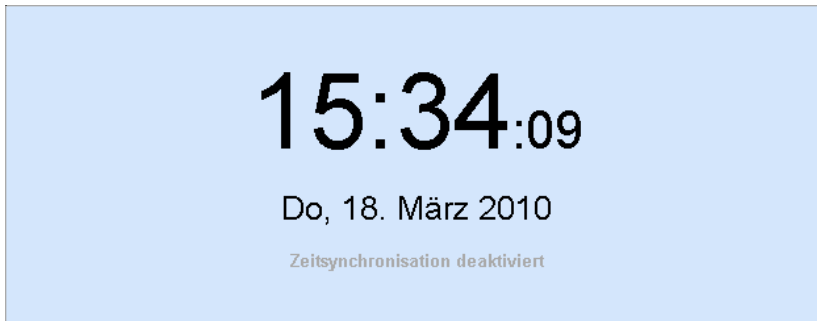 15:34:09
Do, 18. März 2010
Zeitsynchronisation deaktiviert